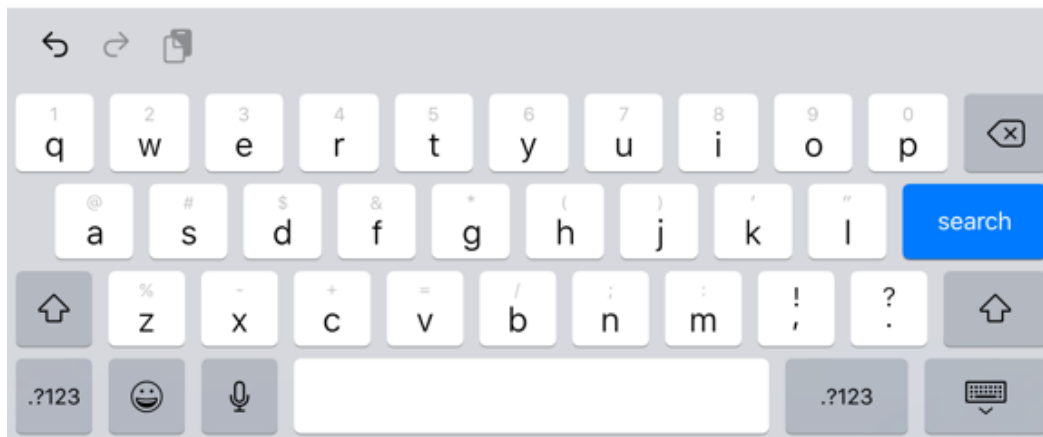 1 2 3 4 5 6 7 8 9 0
q w e r t y u i o p
@ # $ & * ( ) ' "
a s d f g h j k l search
% - + = / ; : ! ?
z x c v b n m , .
.?123 .?123